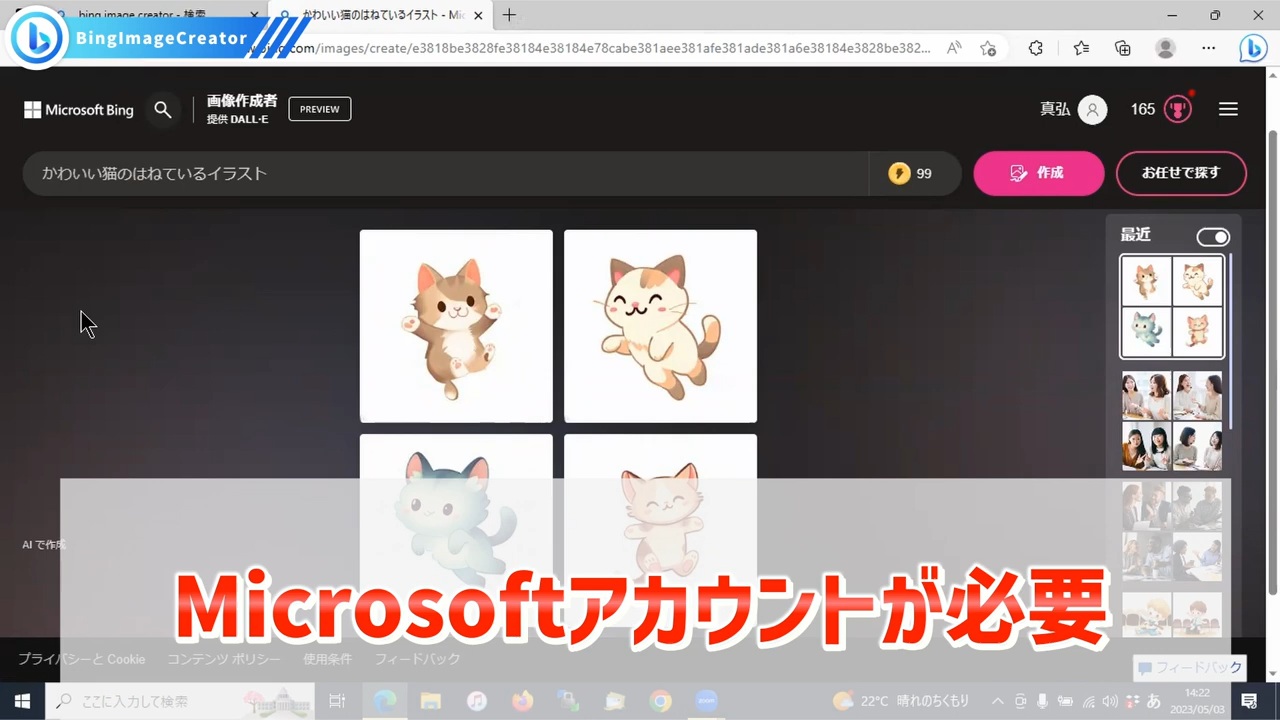 bing image creator - 検索
かわいい猫のはねているイラスト - Mic
BingImageCreator
.bing.com/images/create/e3818be3828fe38184e38184e78cabe381aee381afe381ade381a6e38184e3828be382...
Microsoft Bing
画像作成者
提供 DALL·E
PREVIEW
真弘
165
かわいい猫のはねているイラスト
99
作成
お任せで探す
最近
AI で作成
Microsoftアカウントが必要
プライバシーと Cookie
コンテンツ ポリシー
使用条件
フィードバック
フィードバック
ここに入力して検索
22°C 晴れのちくもり
あ
14:22
2023/05/03